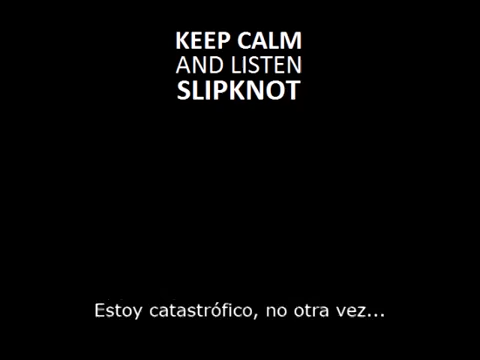 KEEP CALM
AND LISTEN
SLIPKNOT
Estoy catastrófico, no otra vez...